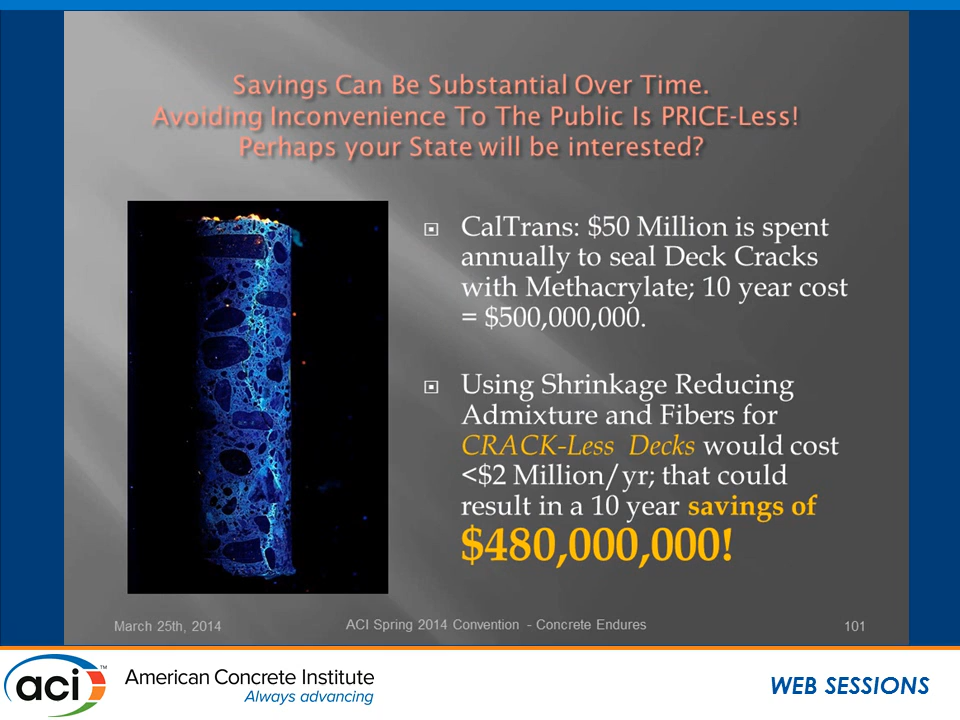 Savings Can Be Substantial Over Time.
Avoiding Inconvenience To The Public Is PRICE-Less!
Perhaps your State will be interested?
CalTrans: $50 Million is spent
annually to seal Deck Cracks
with Methacrylate; 10 year cost
= $500,000,000.
Using Shrinkage Reducing
Admixture and Fibers for
CRACK-Less Decks would cost
<$2 Million/yr; that could
result in a 10 year savings of
$480,000,000!
March 25th, 2014
ACI Spring 2014 Convention - Concrete Endures
101
aci™
American Concrete Institute
Always advancing
WEB SESSIONS